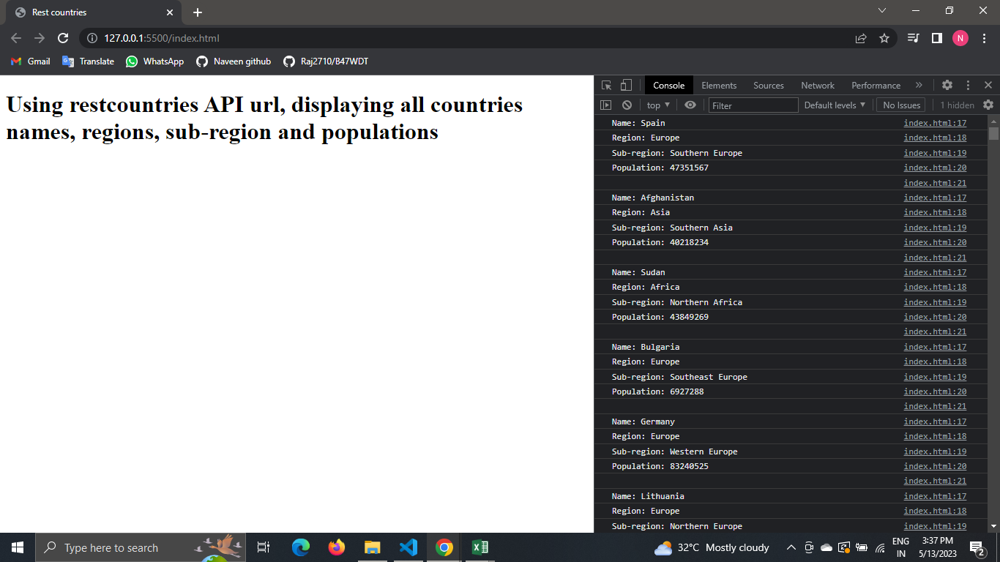 Rest countries
127.0.0.1:5500/index.html
N
Gmail Translate WhatsApp Naveen github Raj2710/B47WDT
Using restcountries API url, displaying all countries
names, regions, sub-region and populations
Console Elements Sources Network Performance »
top Filter Default levels No Issues 1 hidden
Name: Spain index.html:17
Region: Europe index.html:18
Sub-region: Southern Europe index.html:19
Population: 47351567 index.html:20
index.html:21
Name: Afghanistan index.html:17
Region: Asia index.html:18
Sub-region: Southern Asia index.html:19
Population: 40218234 index.html:20
index.html:21
Name: Sudan index.html:17
Region: Africa index.html:18
Sub-region: Northern Africa index.html:19
Population: 43849269 index.html:20
index.html:21
Name: Bulgaria index.html:17
Region: Europe index.html:18
Sub-region: Southeast Europe index.html:19
Population: 6927288 index.html:20
index.html:21
Name: Germany index.html:17
Region: Europe index.html:18
Sub-region: Western Europe index.html:19
Population: 83240525 index.html:20
index.html:21
Name: Lithuania index.html:17
Region: Europe index.html:18
Sub-region: Northern Europe index.html:19
Type here to search
32°C Mostly cloudy
ENG
IN
3:37 PM
5/13/2023
2